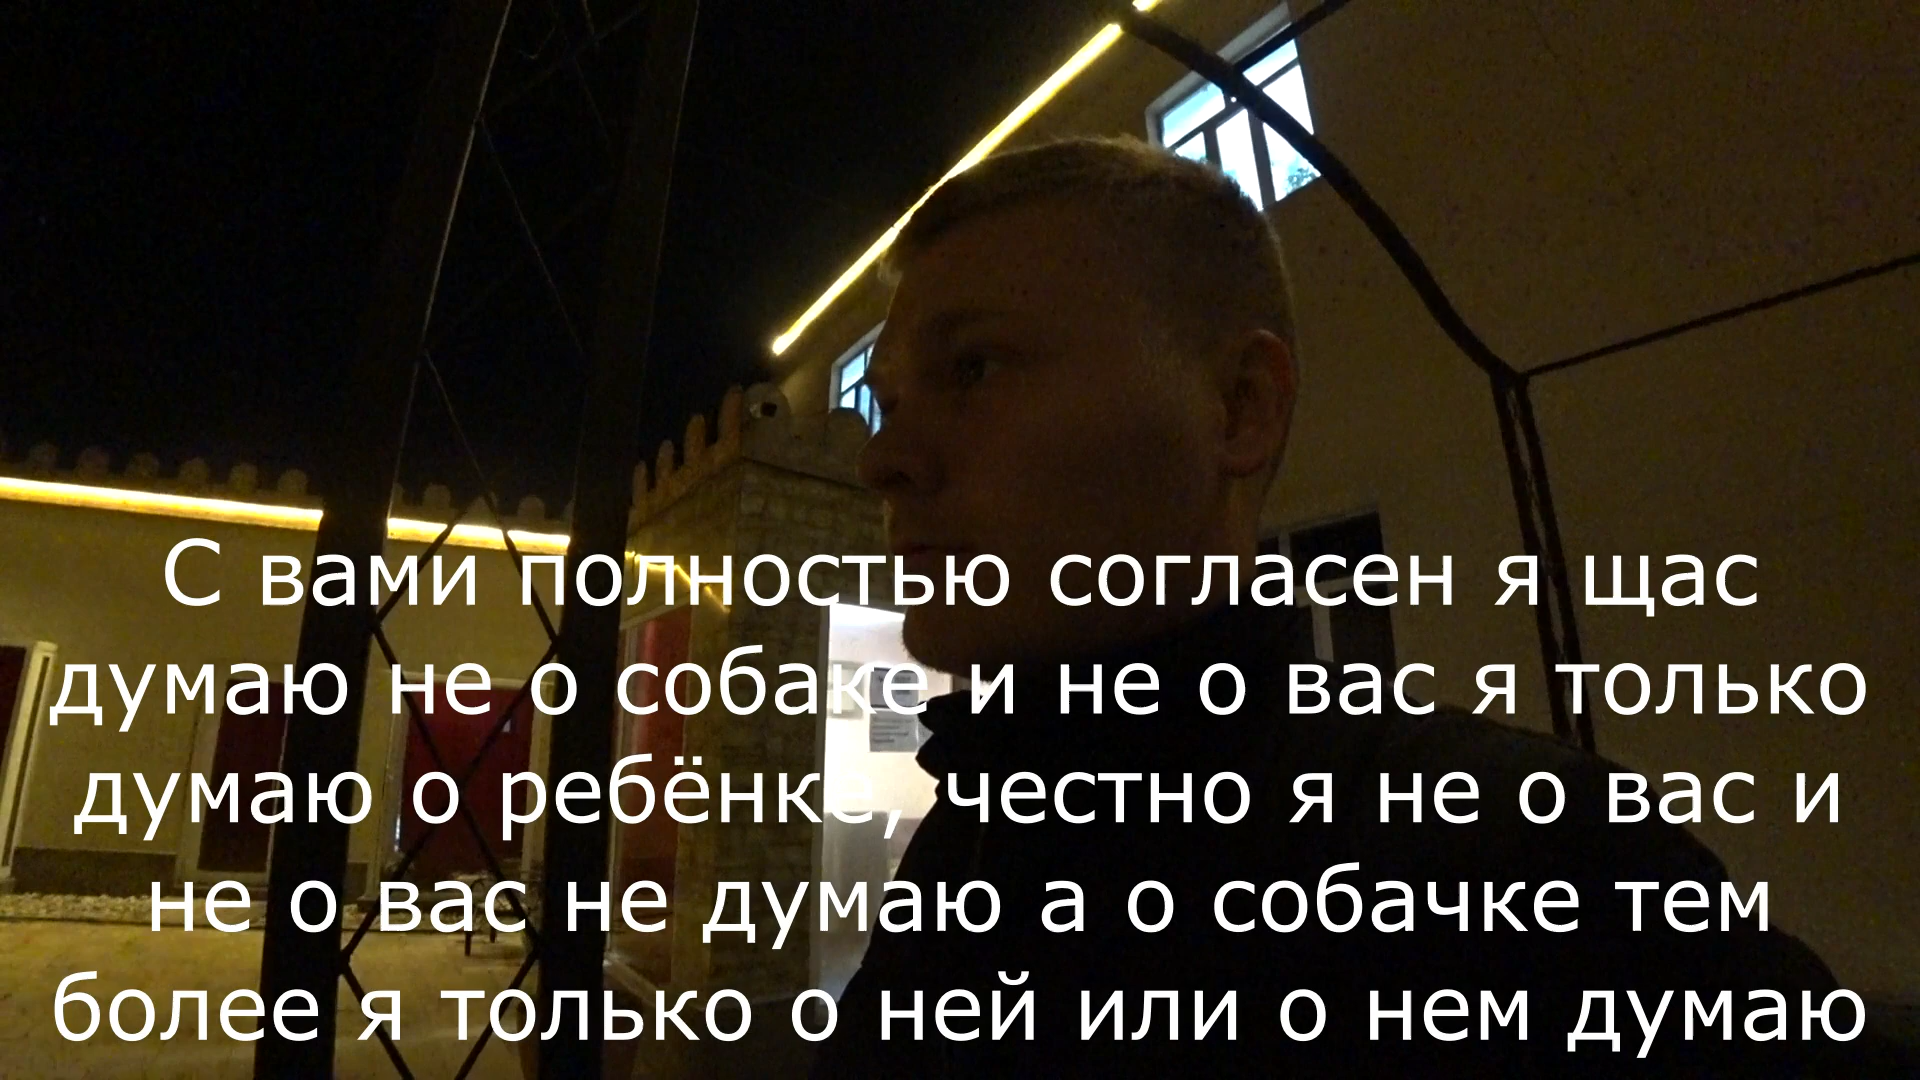 С вами полностью согласен я щас
думаю не о собаке и не о вас я только
думаю о ребёнке, честно я не о вас и
не о вас не думаю а о собачке тем
более я только о ней или о нем думаю